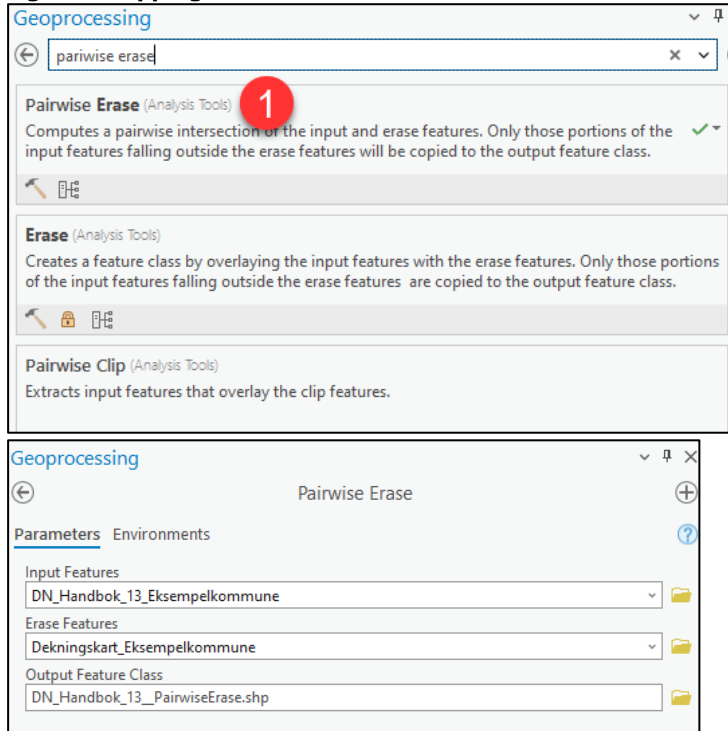 Geoprocessing
pariwise erase
Pairwise Erase (Analysis Tools) 1
Computes a pairwise intersection of the input and erase features. Only those portions of the
input features falling outside the erase features will be copied to the output feature class.
Erase (Analysis Tools)
Creates a feature class by overlaying the input features with the erase features. Only those portions
of the input features falling outside the erase features are copied to the output feature class.
Pairwise Clip (Analysis Tools)
Extracts input features that overlay the clip features.
Geoprocessing
Pairwise Erase
Parameters Environments
Input Features
DN_Handbok_13_Eksempelkommune
Erase Features
Dekningskart_Eksempelkommune
Output Feature Class
DN_Handbok_13__PairwiseErase.shp